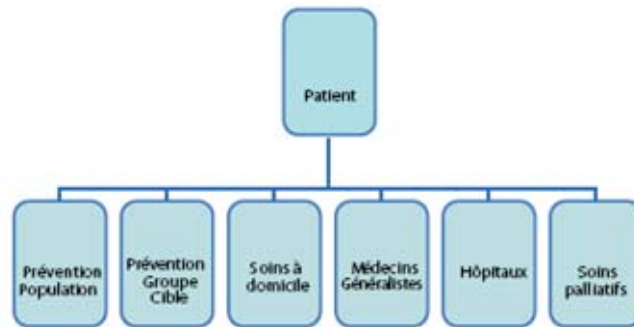 Patient
Prévention
Population
Prévention
Groupe
Cible
Soins à
domicile
Médecins
Généralistes
Hôpitaux
Soins
palliatifs